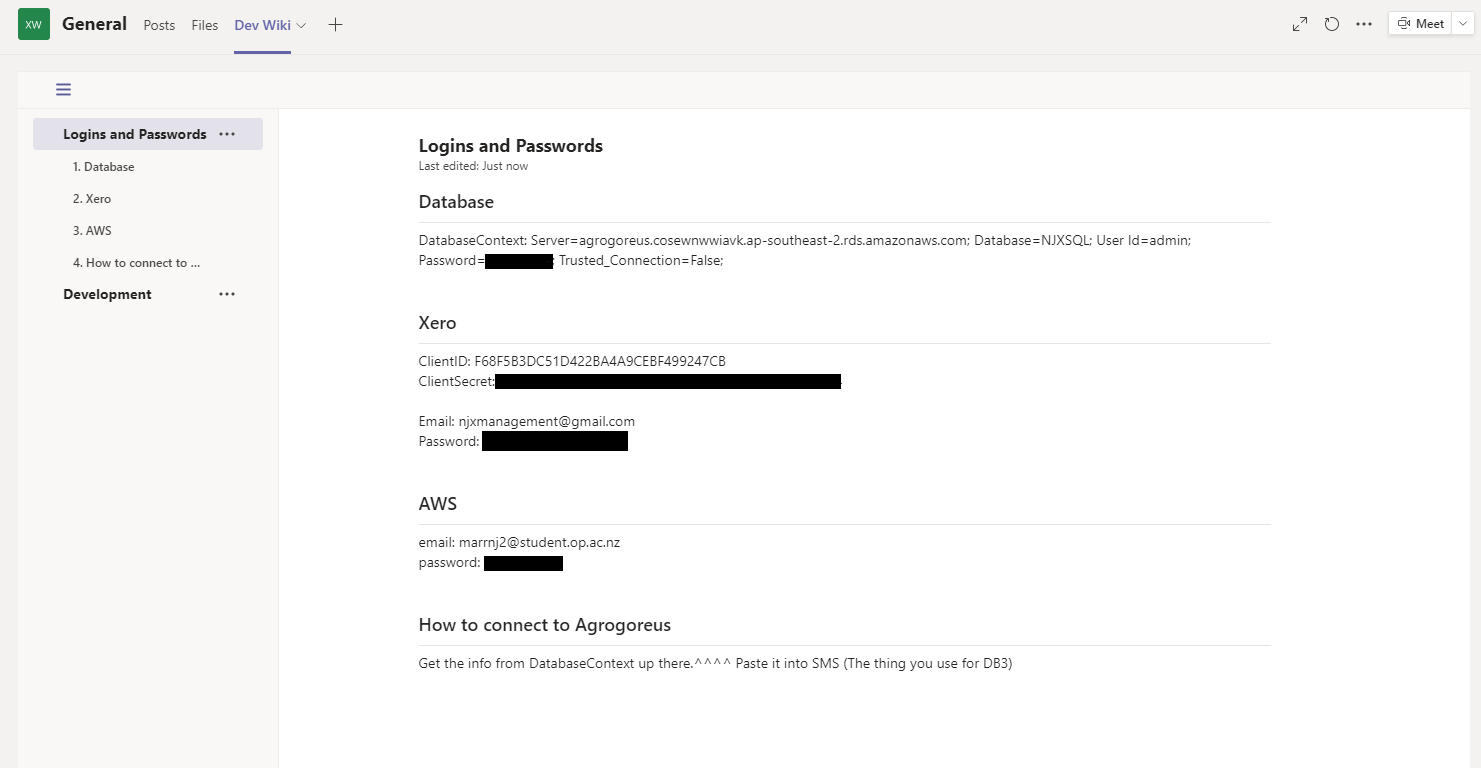 XW General Posts Files Dev Wiki Meet
Logins and Passwords
1. Database
2. Xero
3. AWS
4. How to connect to ...
Development
Logins and Passwords
Last edited: Just now
Database
DatabaseContext: Server=agrogoreus.cosewnwwiavk.ap-southeast-2.rds.amazonaws.com; Database=NJXSQL; User Id=admin;
Password= ; Trusted_Connection=False;
Xero
ClientID: F68F5B3DC51D422BA4A9CEBF499247CB
ClientSecret:
Email: njxmanagement@gmail.com
Password:
AWS
email: marrnj2@student.op.ac.nz
password:
How to connect to Agrogoreus
Get the info from DatabaseContext up there.^^^^ Paste it into SMS (The thing you use for DB3)